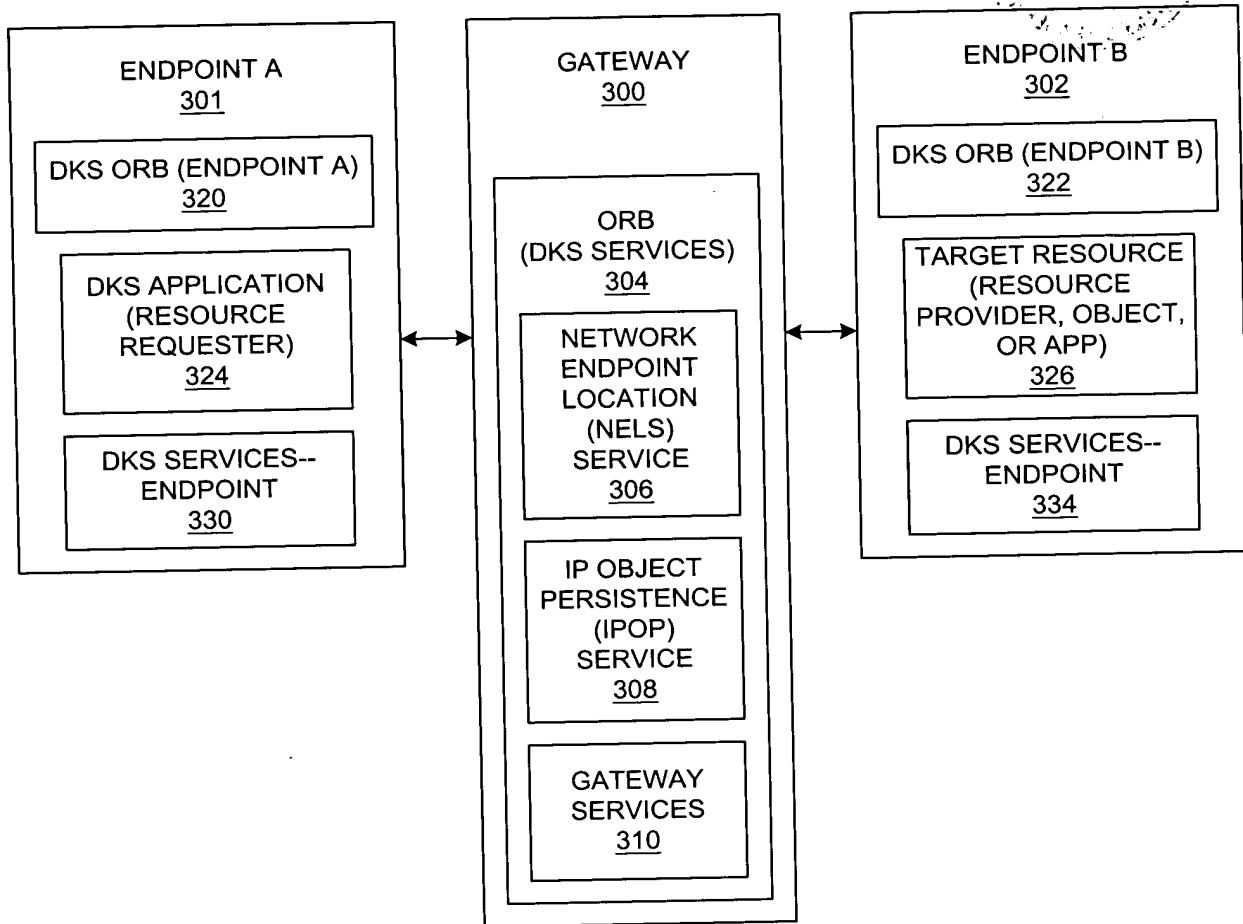 ENDPOINT A
301
DKS ORB (ENDPOINT A)
320
DKS APPLICATION
(RESOURCE
REQUESTER)
324
DKS SERVICES--
ENDPOINT
330
GATEWAY
300
ORB
(DKS SERVICES)
304
NETWORK
ENDPOINT
LOCATION
(NELS)
SERVICE
306
IP OBJECT
PERSISTENCE
(IPOP)
SERVICE
308
GATEWAY
SERVICES
310
ENDPOINT B
302
DKS ORB (ENDPOINT B)
322
TARGET RESOURCE
(RESOURCE
PROVIDER, OBJECT,
OR APP)
326
DKS SERVICES--
ENDPOINT
334